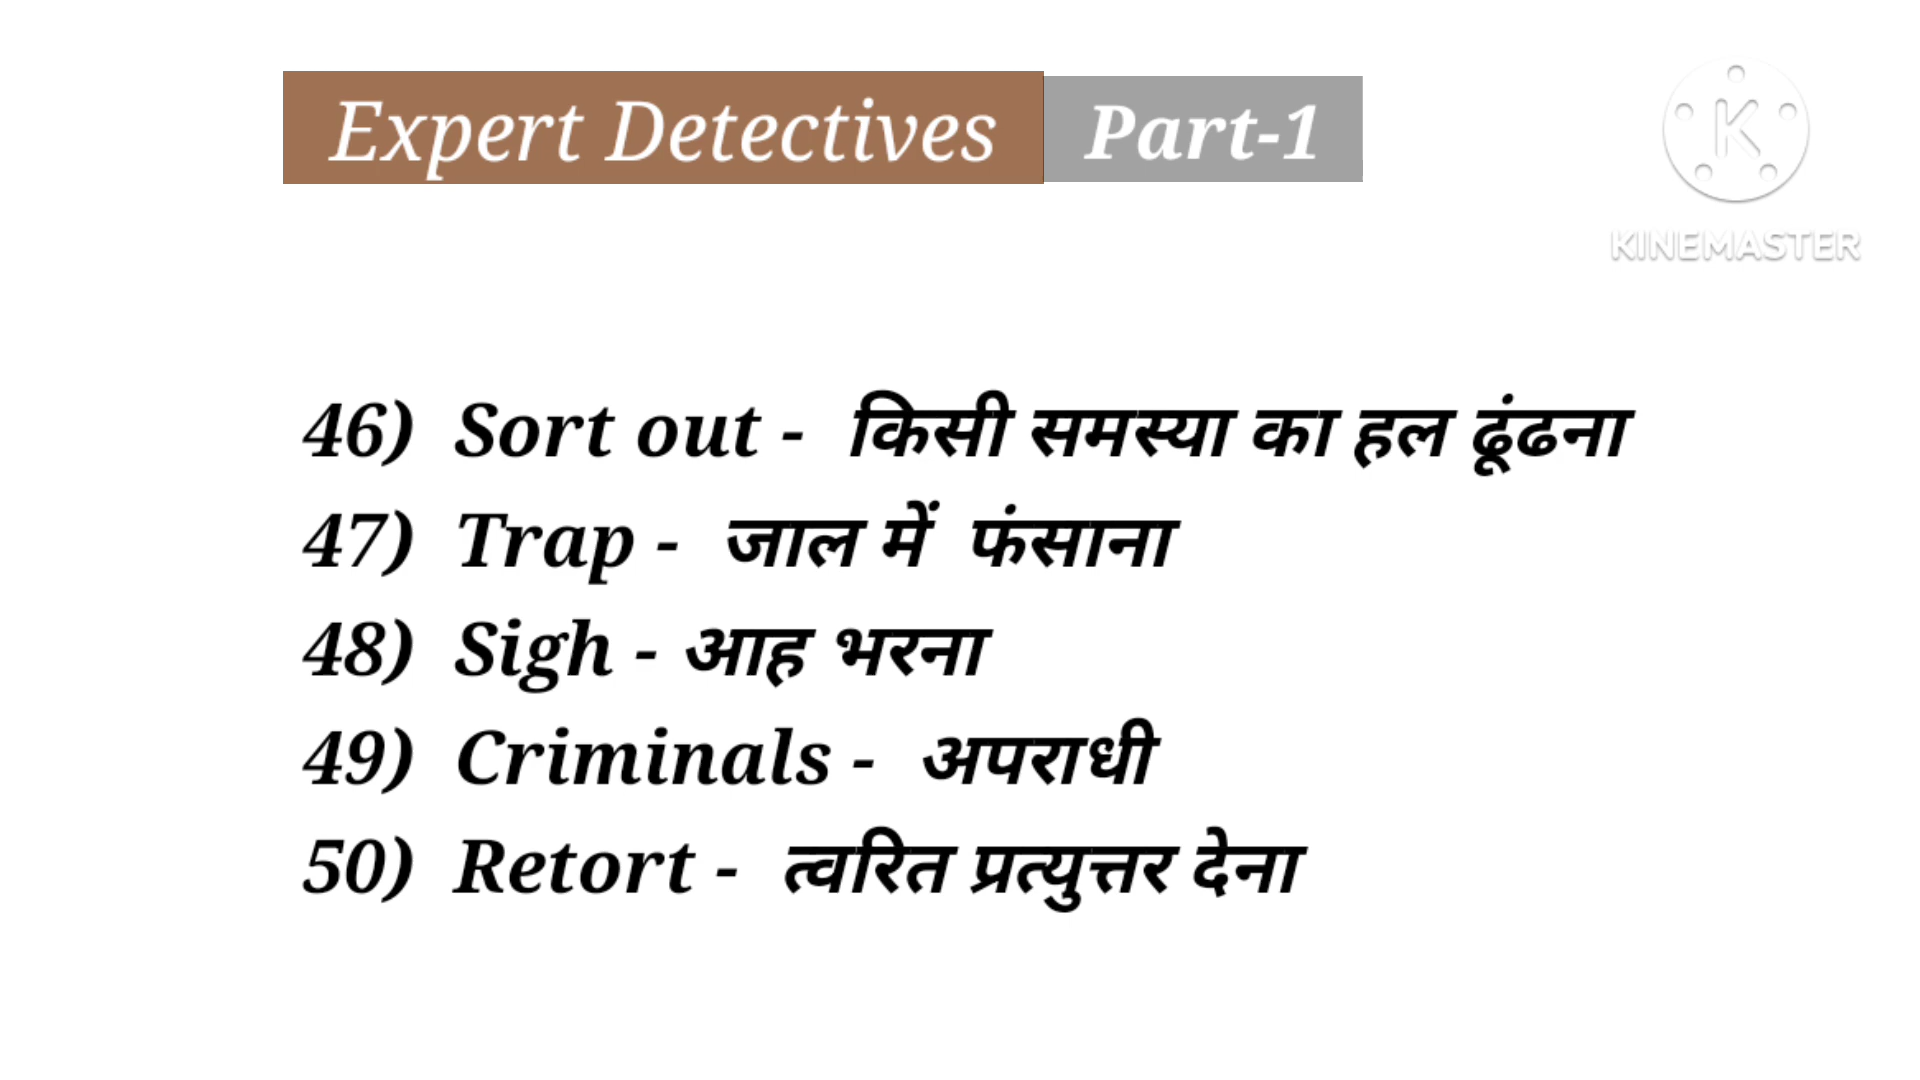 Expert Detectives Part-1
KINEMASTER
46) Sort out - किसी समस्या का हल ढूंढना
47) Trap - जाल में फंसाना
48) Sigh - आह भरना
49) Criminals - अपराधी
50) Retort - त्वरित प्रत्युत्तर देना